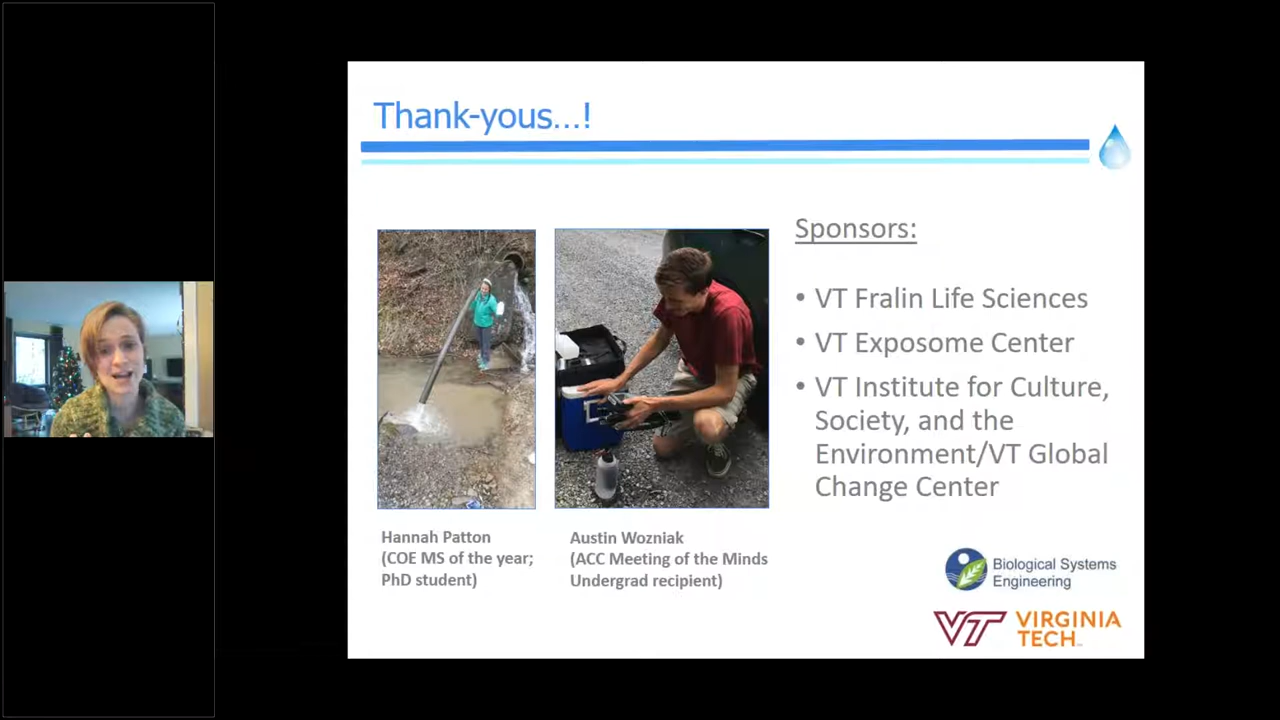 Thank-yous...!
Sponsors:
• VT Fralin Life Sciences
• VT Exposome Center
• VT Institute for Culture,
Society, and the
Environment/VT Global
Change Center
Hannah Patton
(COE MS of the year;
PhD student)
Austin Wozniak
(ACC Meeting of the Minds
Undergrad recipient)
Biological Systems
Engineering
VT VIRGINIA
TECH